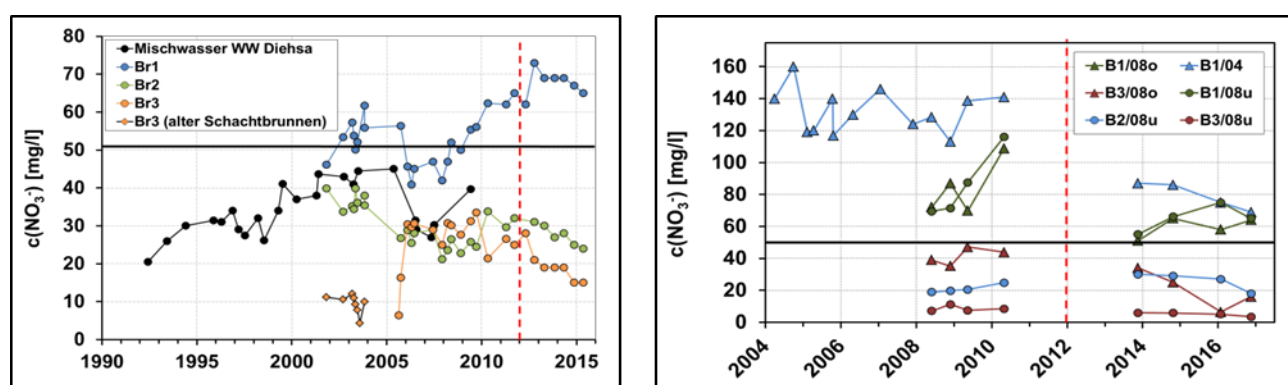 c(NO₃⁻) [mg/l]
80
70
60
50
40
30
20
10
0
Mischwasser WW Diehsa
Br1
Br2
Br3
Br3 (alter Schachtbrunnen)
1990 1995 2000 2005 2010 2015
c(NO₃⁻) [mg/l]
160
140
120
100
80
60
40
20
0
B1/08o B1/04
B3/08o B1/08u
B2/08u B3/08u
2004 2006 2008 2010 2012 2014 2016